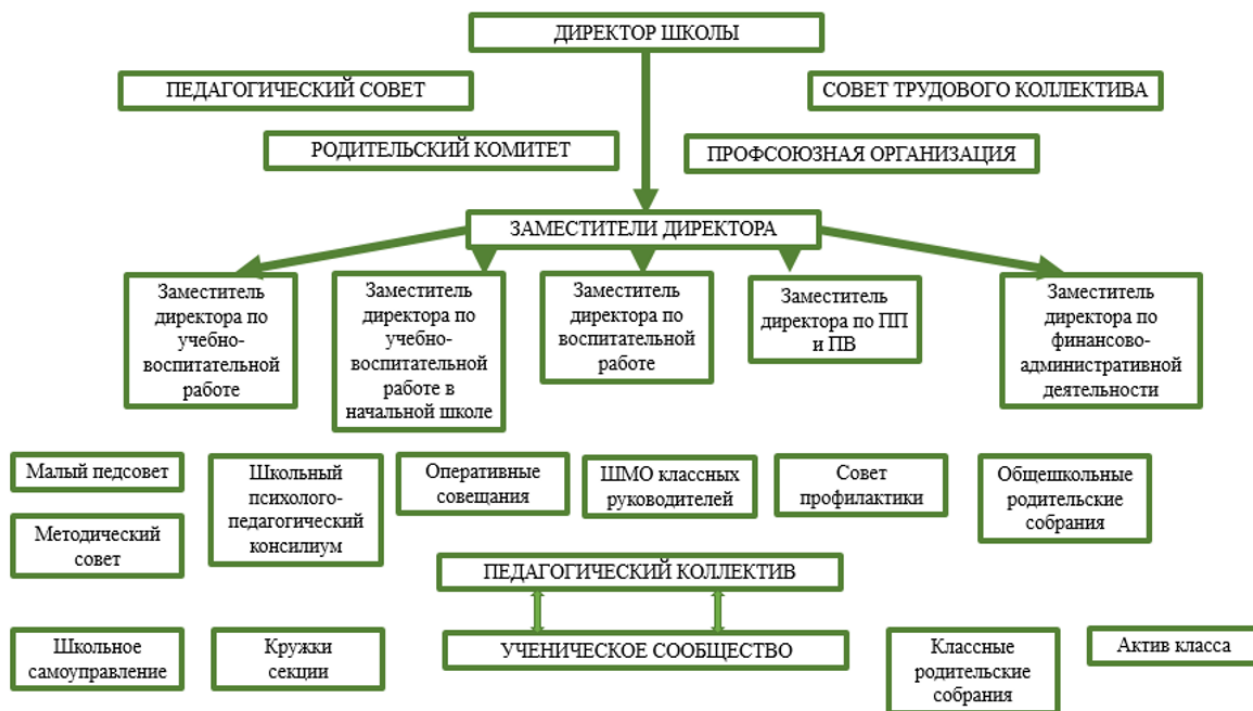 ДИРЕКТОР ШКОЛЫ
ПЕДАГОГИЧЕСКИЙ СОВЕТ
СОВЕТ ТРУДОВОГО КОЛЛЕКТИВА
РОДИТЕЛЬСКИЙ КОМИТЕТ
ПРОФСОЮЗНАЯ ОРГАНИЗАЦИЯ
ЗАМЕСТИТЕЛИ ДИРЕКТОРА
Заместитель
директора по
учебно-
воспитательной
работе
Заместитель
директора по
учебно-
воспитательной
работе в
начальной школе
Заместитель
директора по
воспитательной
работе
Заместитель
директора по ПП
и ПВ
Заместитель
директора по
финансово-
административной
деятельности
Малый педсовет
Школьный
психолого-
педагогический
консилиум
Оперативные
совещания
ШМО классных
руководителей
Совет
профилактики
Общешкольные
родительские
собрания
Методический
совет
ПЕДАГОГИЧЕСКИЙ КОЛЛЕКТИВ
Школьное
самоуправление
Кружки
секции
УЧЕНИЧЕСКОЕ СООБЩЕСТВО
Классные
родительские
собрания
Актив класса